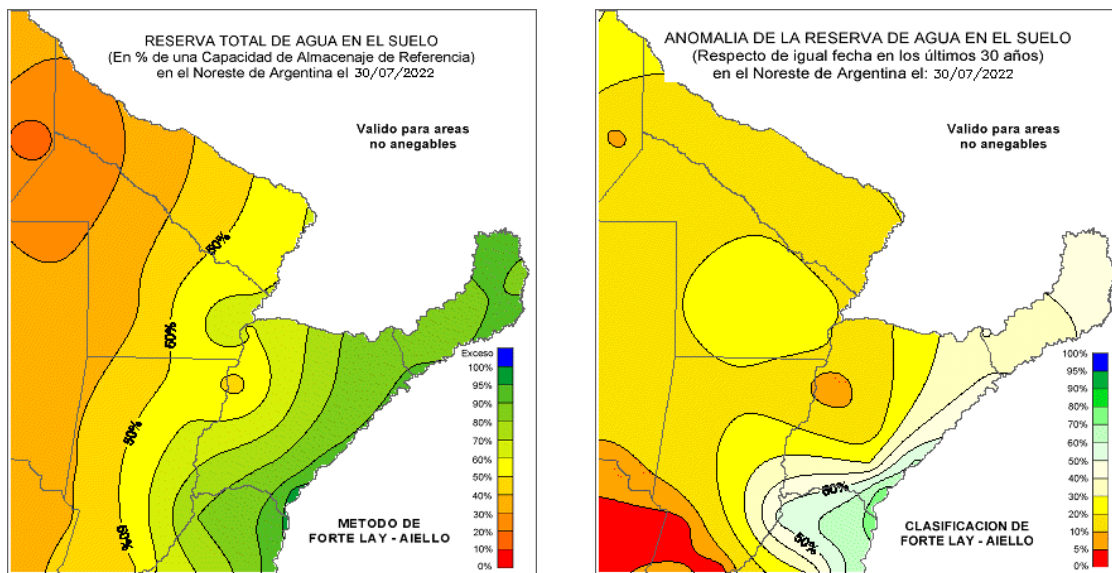 RESERVA TOTAL DE AGUA EN EL SUELO
(En % de una Capacidad de Almacenaje de Referencia)
en el Noreste de Argentina el 30/07/2022
Valido para areas
no anegables
50%
60%
50%
60%
Exceso
100%
95%
90%
80%
70%
60%
50%
40%
30%
20%
10%
0%
METODO DE
FORTE LAY - AIELLO
ANOMALIA DE LA RESERVA DE AGUA EN EL SUELO
(Respecto de igual fecha en los últimos 30 años)
en el Noreste de Argentina el: 30/07/2022
Valido para areas
no anegables
50%
50%
100%
95%
90%
80%
70%
60%
50%
40%
30%
20%
10%
5%
0%
CLASIFICACION DE
FORTE LAY - AIELLO